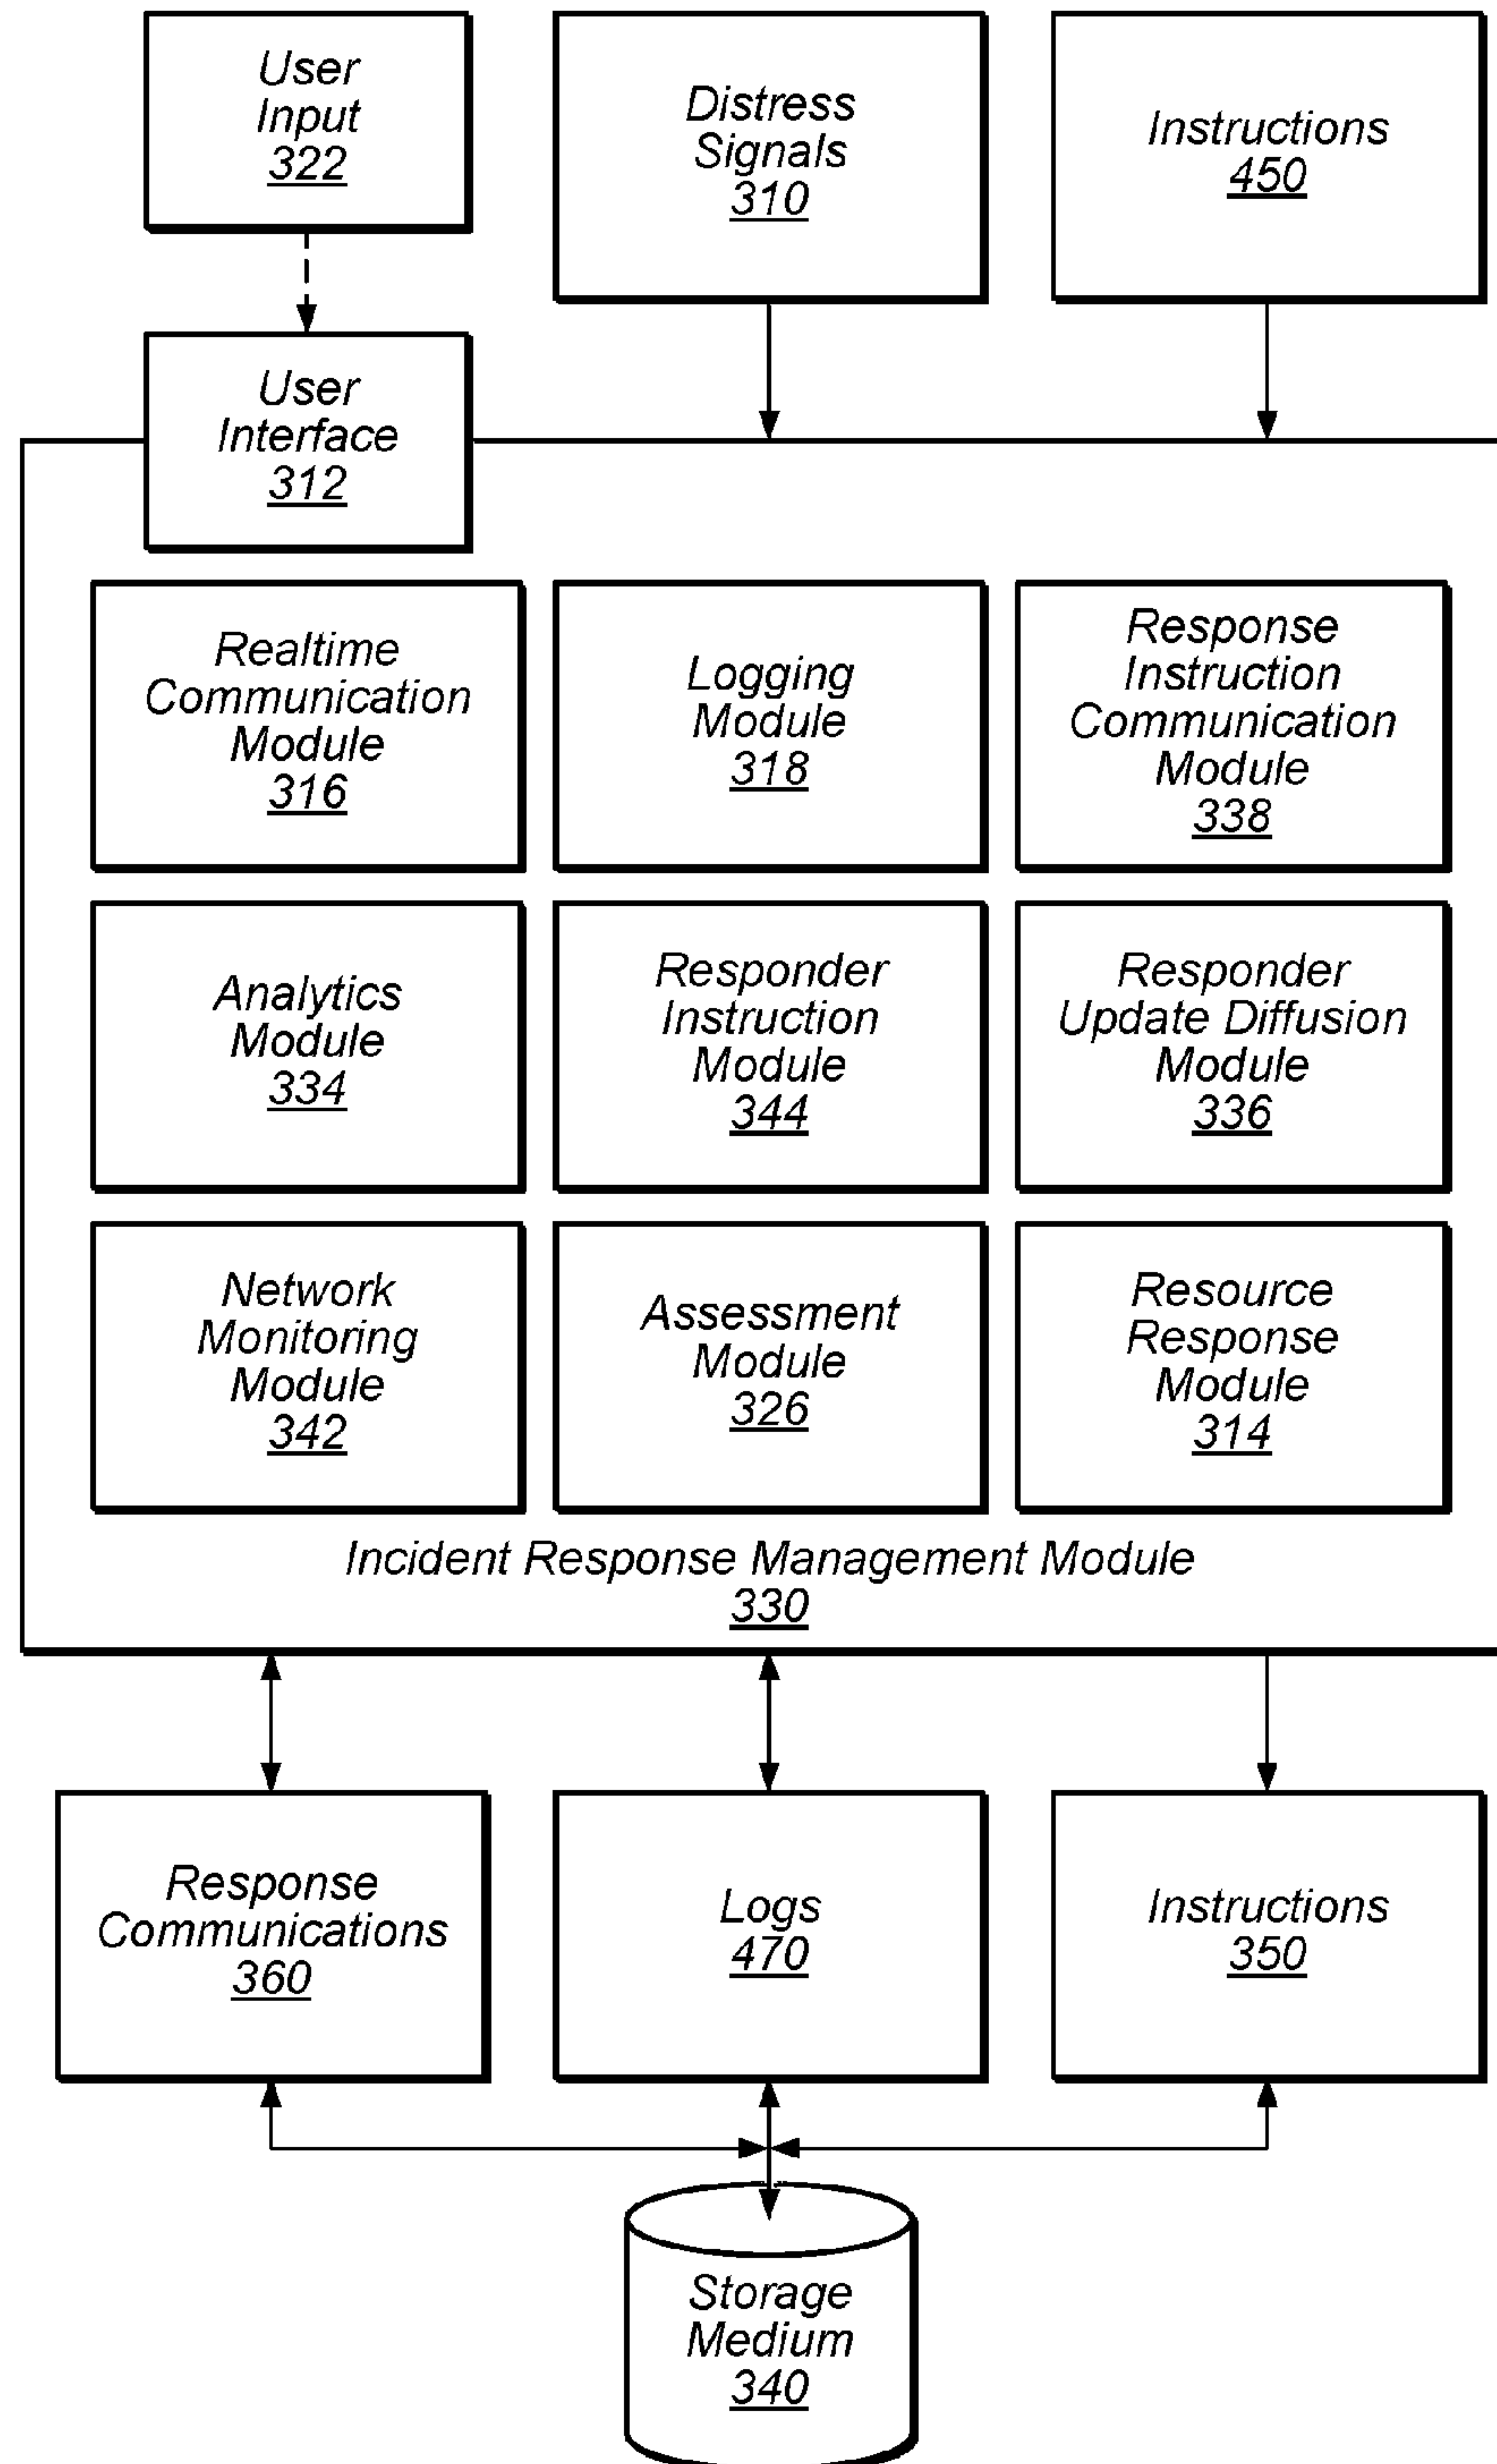 User
Input
322
Distress
Signals
310
Instructions
450
User
Interface
312
Realtime
Communication
Module
316
Logging
Module
318
Response
Instruction
Communication
Module
338
Analytics
Module
334
Responder
Instruction
Module
344
Responder
Update Diffusion
Module
336
Network
Monitoring
Module
342
Assessment
Module
326
Resource
Response
Module
314
Incident Response Management Module
330
Response
Communications
360
Logs
470
Instructions
350
Storage
Medium
340